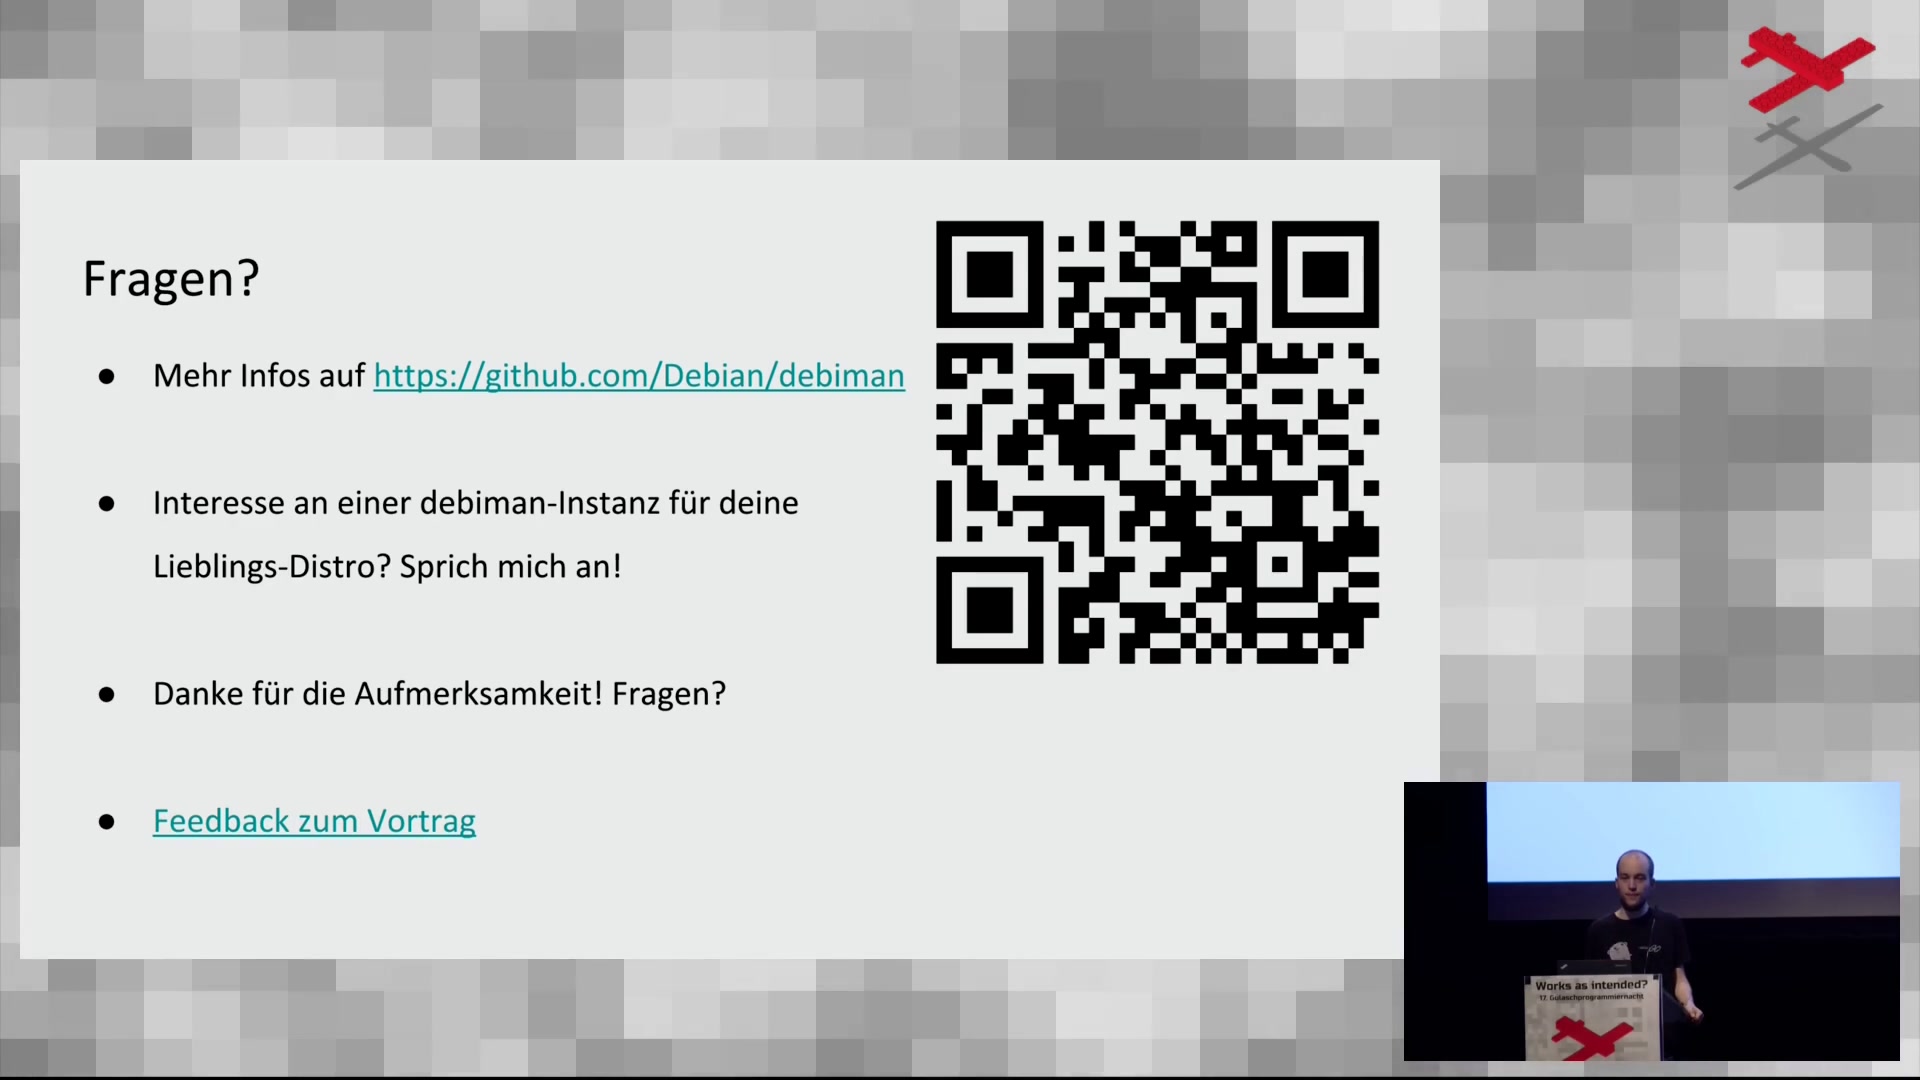 Fragen?
● Mehr Infos auf https://github.com/Debian/debiman
● Interesse an einer debiman-Instanz für deine
Lieblings-Distro? Sprich mich an!
● Danke für die Aufmerksamkeit! Fragen?
● Feedback zum Vortrag
Works as intended?
17. Gulaschprogrammiernacht